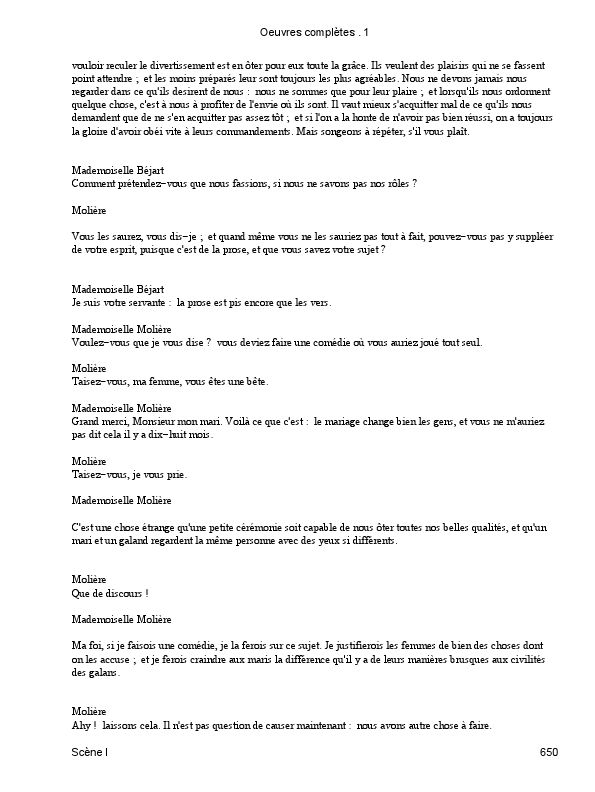 Oeuvres complètes . 1
vouloir reculer le divertissement est en ôter pour eux toute la grâce. Ils veulent des plaisirs qui ne se fassent
point attendre ; et les moins préparés leur sont toujours les plus agréables. Nous ne devons jamais nous
regarder dans ce qu'ils desirent de nous : nous ne sommes que pour leur plaire ; et lorsqu'ils nous ordonnent
quelque chose, c'est à nous à profiter de l'envie où ils sont. Il vaut mieux s'acquitter mal de ce qu'ils nous
demandent que de ne s'en acquitter pas assez tôt ; et si l'on a la honte de n'avoir pas bien réussi, on a toujours
la gloire d'avoir obéi vite à leurs commandements. Mais songeons à répéter, s'il vous plaît.
Mademoiselle Béjart
Comment prétendez-vous que nous fassions, si nous ne savons pas nos rôles ?
Molière
Vous les saurez, vous dis-je ; et quand même vous ne les sauriez pas tout à fait, pouvez-vous pas y suppléer
de votre esprit, puisque c'est de la prose, et que vous savez votre sujet ?
Mademoiselle Béjart
Je suis votre servante : la prose est pis encore que les vers.
Mademoiselle Molière
Voulez-vous que je vous dise ? vous deviez faire une comédie où vous auriez joué tout seul.
Molière
Taisez-vous, ma femme, vous êtes une bête.
Mademoiselle Molière
Grand merci, Monsieur mon mari. Voilà ce que c'est : le mariage change bien les gens, et vous ne m'auriez
pas dit cela il y a dix-huit mois.
Molière
Taisez-vous, je vous prie.
Mademoiselle Molière
C'est une chose étrange qu'une petite cérémonie soit capable de nous ôter toutes nos belles qualités, et qu'un
mari et un galand regardent la même personne avec des yeux si différents.
Molière
Que de discours !
Mademoiselle Molière
Ma foi, si je faisois une comédie, je la ferois sur ce sujet. Je justifierois les femmes de bien des choses dont
on les accuse ; et je ferois craindre aux maris la différence qu'il y a de leurs manières brusques aux civilités
des galans.
Molière
Ahy ! laissons cela. Il n'est pas question de causer maintenant : nous avons autre chose à faire.
Scène I 650